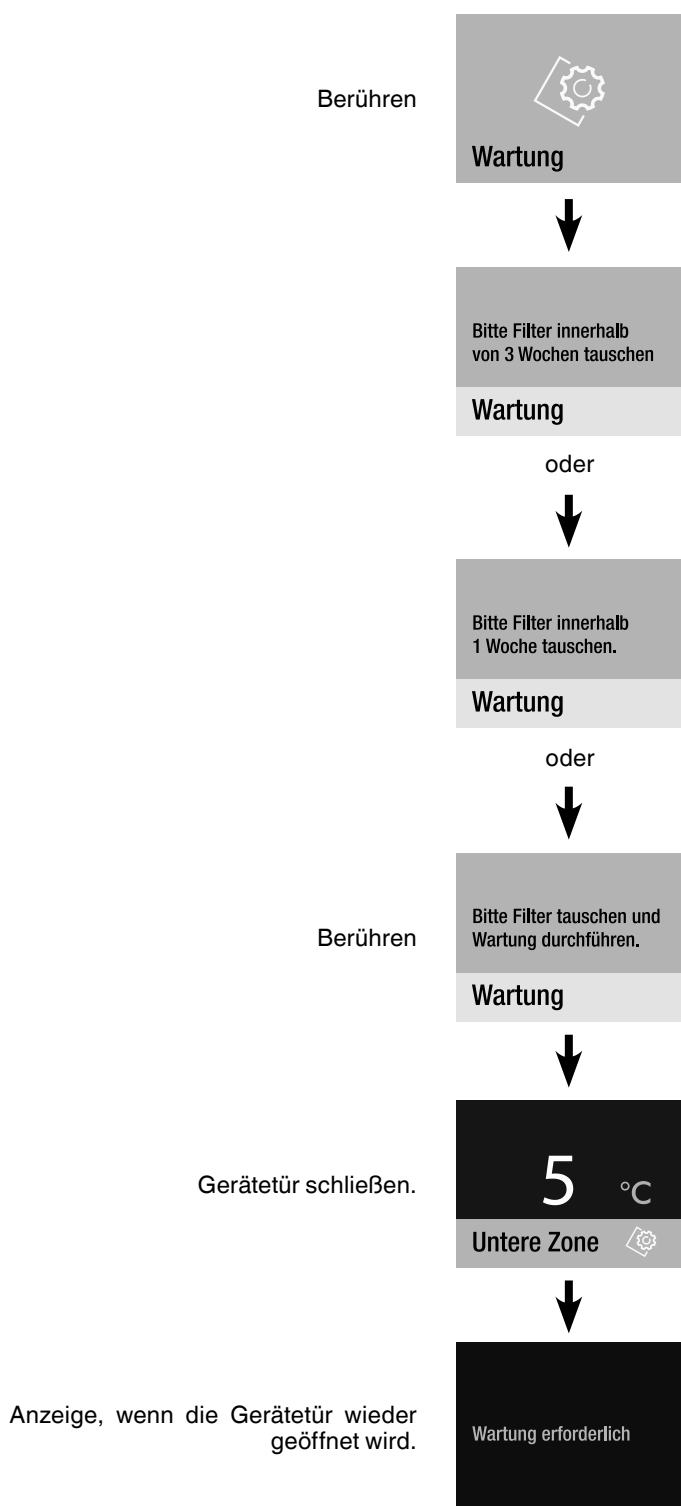 Berühren
Wartung
Bitte Filter innerhalb
von 3 Wochen tauschen
Wartung
oder
Bitte Filter innerhalb
1 Woche tauschen.
Wartung
oder
Berühren
Bitte Filter tauschen und
Wartung durchführen.
Wartung
Gerätetür schließen.
5 °C
Untere Zone
Anzeige, wenn die Gerätetür wieder
geöffnet wird.
Wartung erforderlich